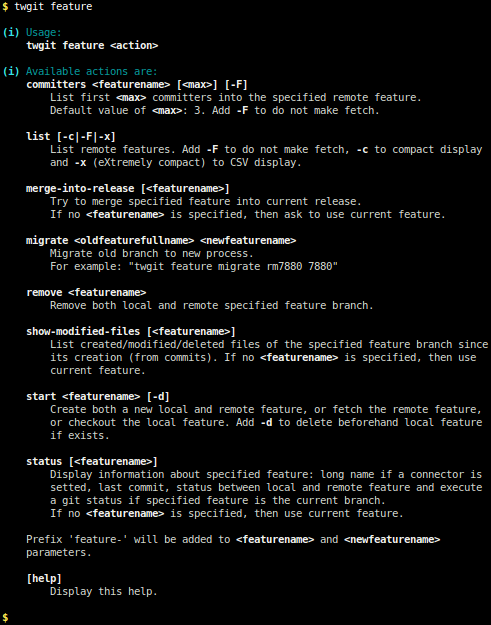 $ twgit feature
(i) Usage:
twgit feature <action>
(i) Available actions are:
committers <featurename> [<max>] [-F]
List first <max> committers into the specified remote feature.
Default value of <max>: 3. Add -F to do not make fetch.
list [-c|-F|-x]
List remote features. Add -F to do not make fetch, -c to compact display
and -x (eXtremely compact) to CSV display.
merge-into-release [<featurename>]
Try to merge specified feature into current release.
If no <featurename> is specified, then ask to use current feature.
migrate <oldfeaturefullname> <newfeaturename>
Migrate old branch to new process.
For example: "twgit feature migrate rm7880 7880"
remove <featurename>
Remove both local and remote specified feature branch.
show-modified-files [<featurename>]
List created/modified/deleted files of the specified feature branch since
its creation (from commits). If no <featurename> is specified, then use
current feature.
start <featurename> [-d]
Create both a new local and remote feature, or fetch the remote feature,
or checkout the local feature. Add -d to delete beforehand local feature
if exists.
status [<featurename>]
Display information about specified feature: long name if a connector is
setted, last commit, status between local and remote feature and execute
a git status if specified feature is the current branch.
If no <featurename> is specified, then use current feature.
Prefix 'feature-' will be added to <featurename> and <newfeaturename>
parameters.
[help]
Display this help.
$